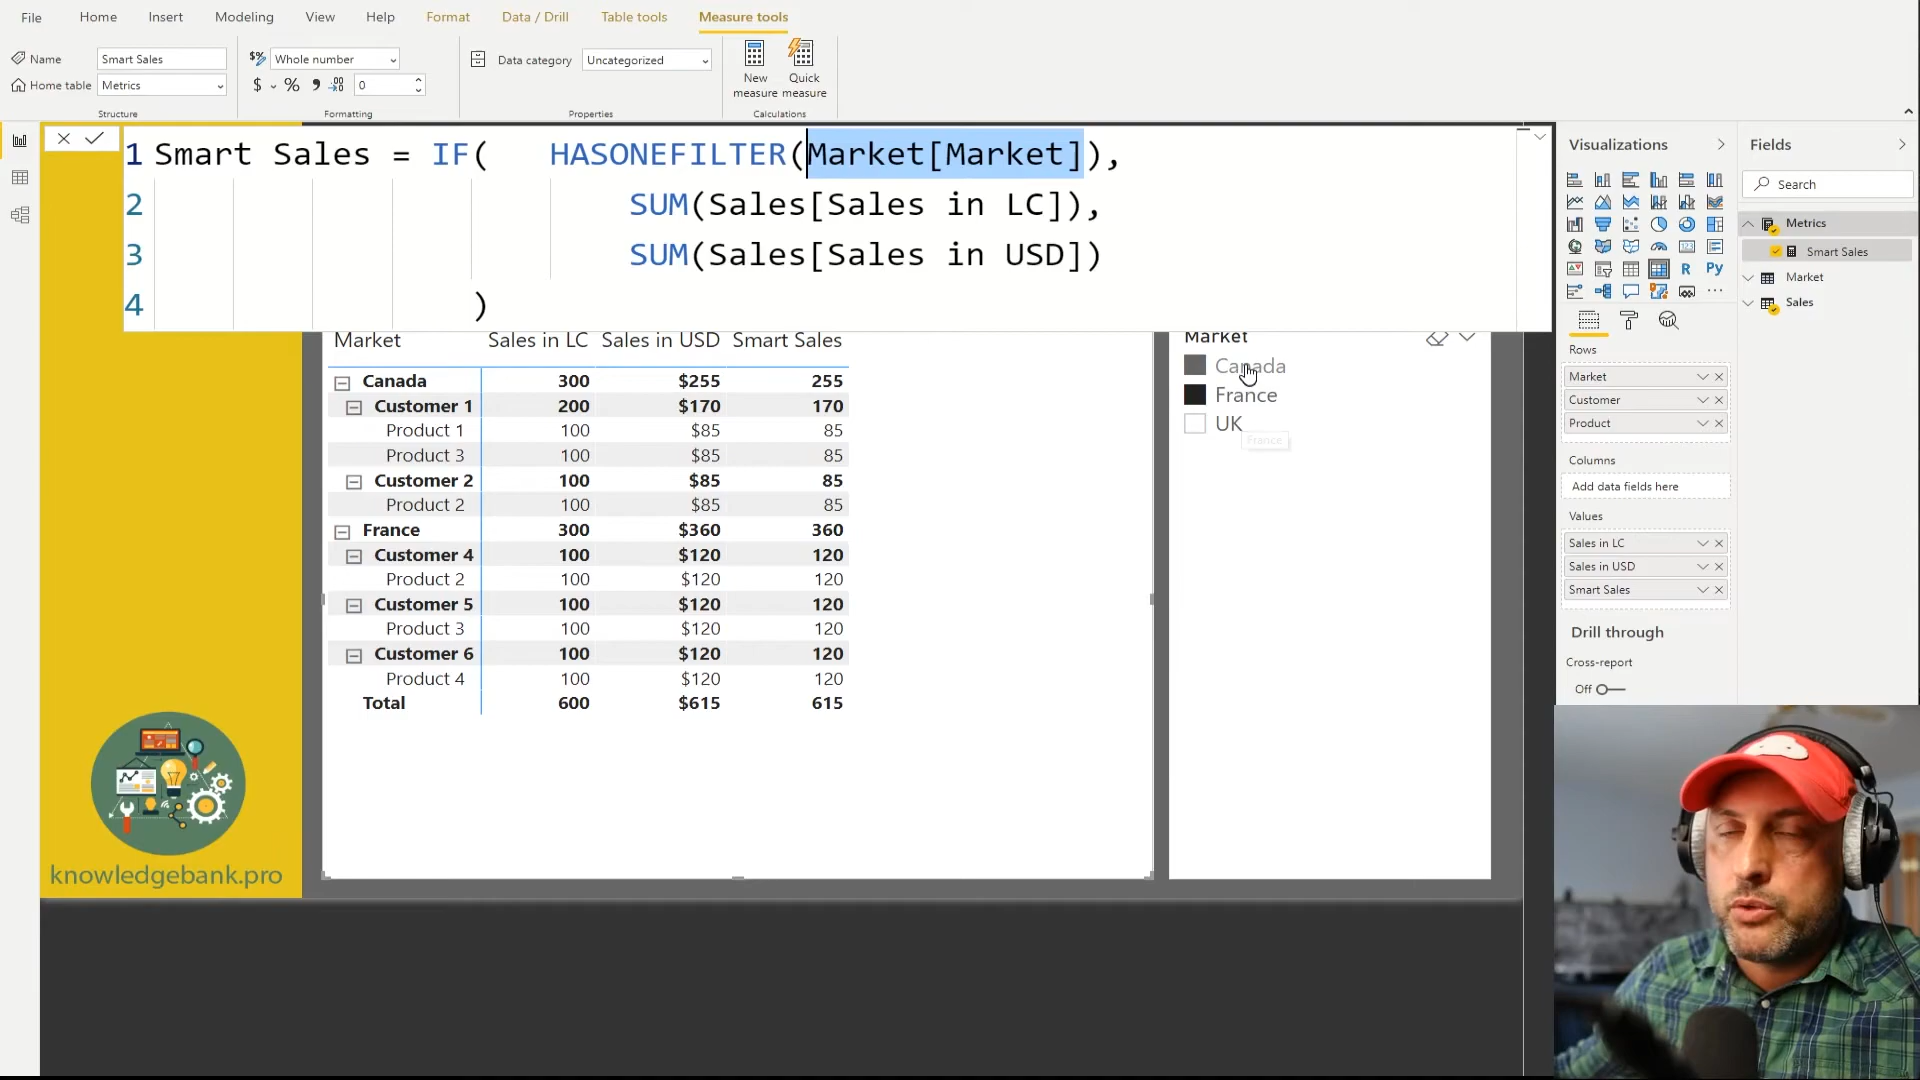 File Home Insert Modeling View Help Format Data / Drill Table tools Measure tools
Name Smart Sales
Home table Metrics
Structure
Whole number
$ % 0
Formatting
Data category Uncategorized
Properties
New measure
Quick measure
Calculations
1 Smart Sales = IF( HASONEFILTER(Market[Market]),
2 SUM(Sales[Sales in LC]),
3 SUM(Sales[Sales in USD])
4 )
Market Sales in LC Sales in USD Smart Sales
Canada 300 $255 255
Customer 1 200 $170 170
Product 1 100 $85 85
Product 3 100 $85 85
Customer 2 100 $85 85
Product 2 100 $85 85
France 300 $360 360
Customer 4 100 $120 120
Product 2 100 $120 120
Customer 5 100 $120 120
Product 3 100 $120 120
Customer 6 100 $120 120
Product 4 100 $120 120
Total 600 $615 615
knowledgebank.pro
Market
Canada
France
UK
France
Visualizations
R Py
Rows
Market
Customer
Product
Columns
Add data fields here
Values
Sales in LC
Sales in USD
Smart Sales
Drill through
Cross-report
Off
Fields
Search
Metrics
Smart Sales
Market
Sales